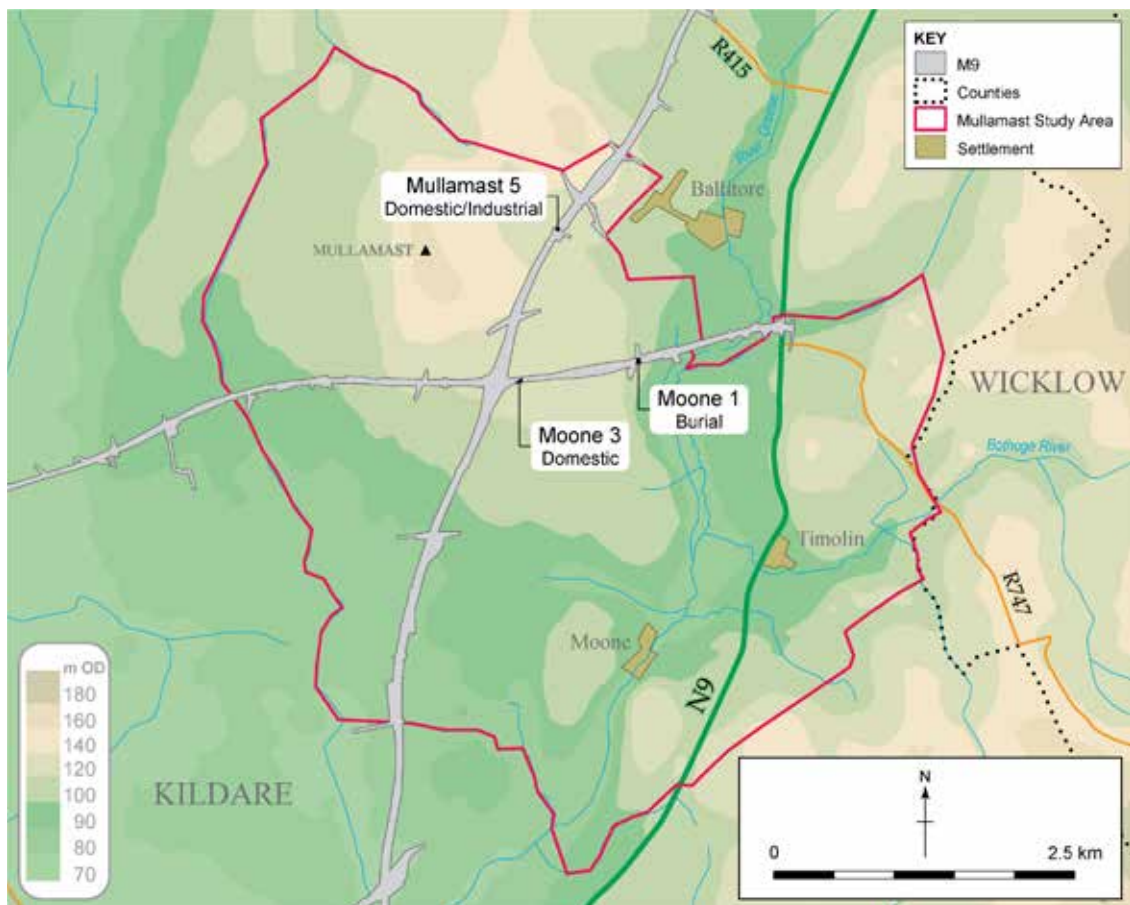 R415
KEY
M9
Counties
Mullamast Study Area
Settlement
River Greese
Ballitore
Mullamast 5
Domestic/Industrial
MULLAMAST
WICKLOW
Moone 1
Burial
Moone 3
Domestic
Bothoge River
Timolin
R747
Moone
N9
m OD
180
160
140
120
100
90
80
70
KILDARE
N
0
2.5 km